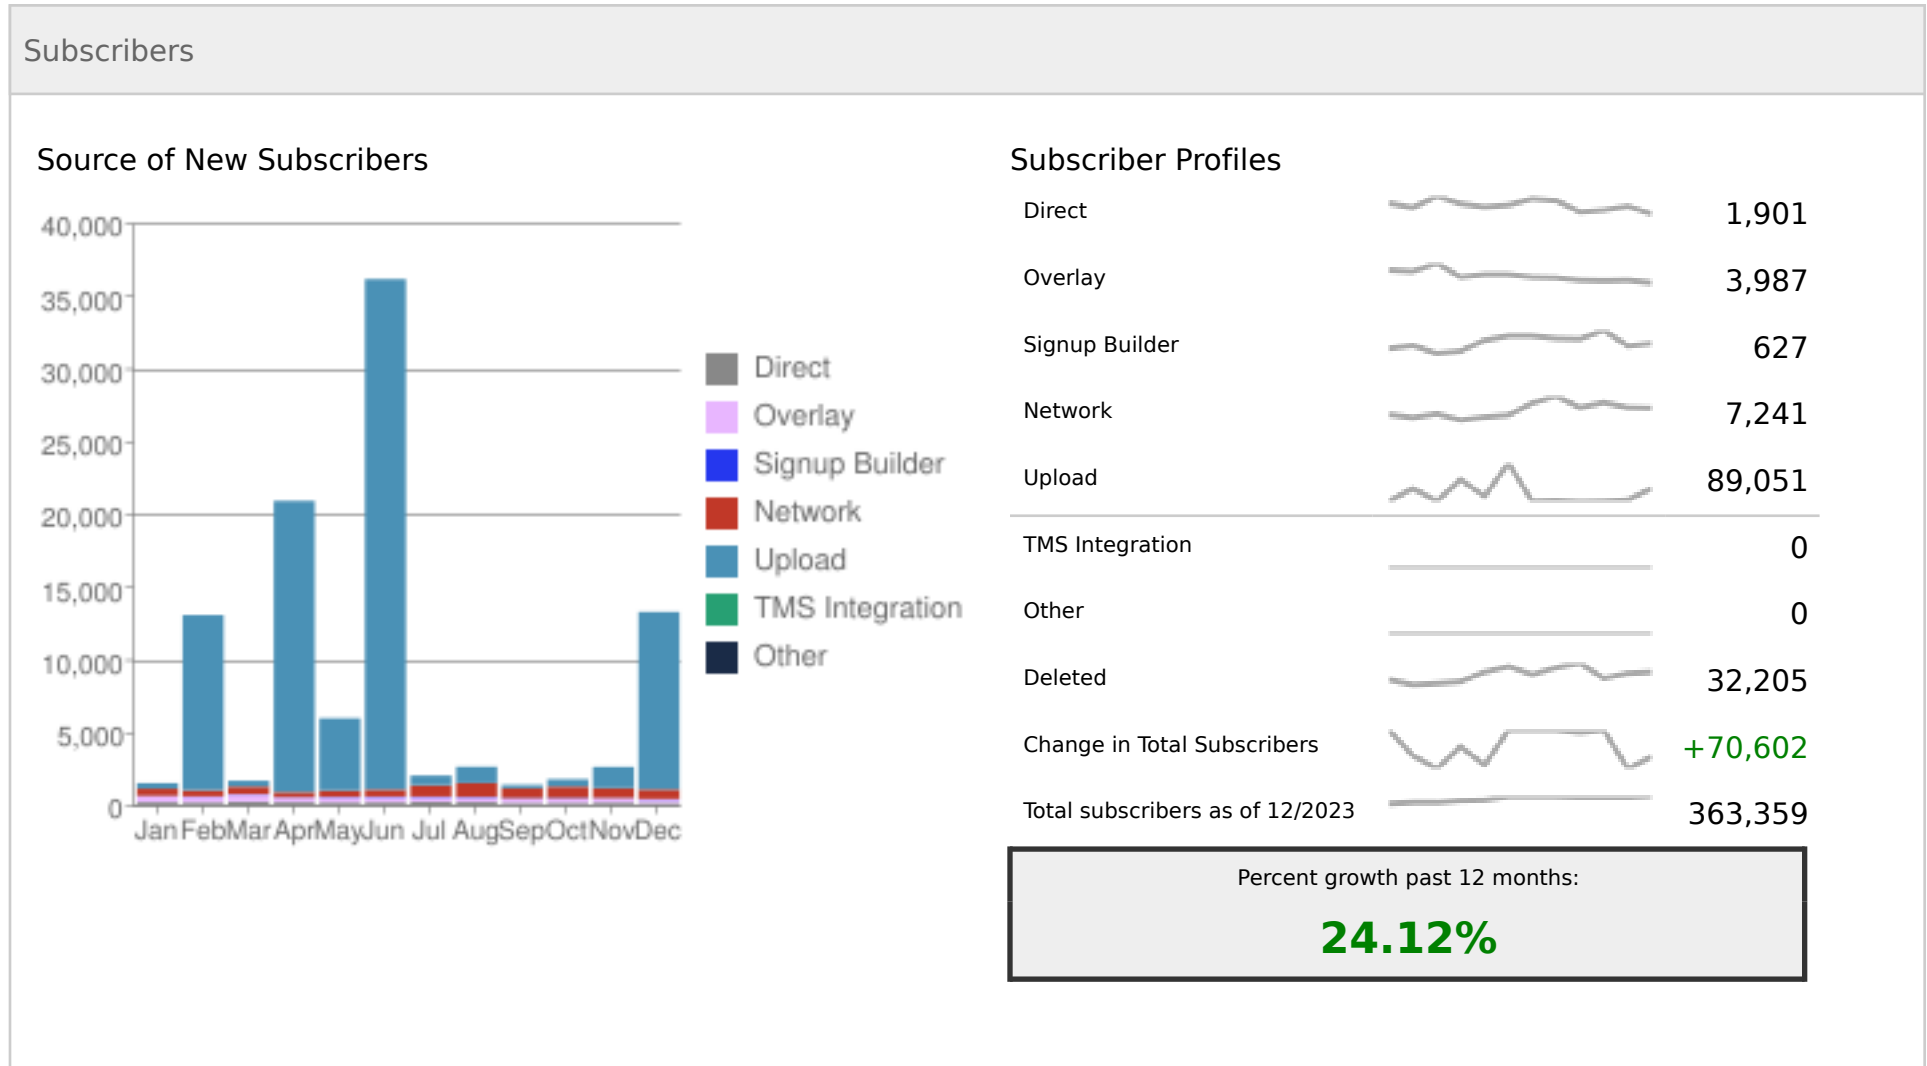 Subscribers
Source of New Subscribers
40,000
35,000
30,000
25,000
20,000
15,000
10,000
5,000
0
Jan Feb Mar Apr May Jun Jul Aug Sep Oct Nov Dec
Direct
Overlay
Signup Builder
Network
Upload
TMS Integration
Other
Subscriber Profiles
Direct 1,901
Overlay 3,987
Signup Builder 627
Network 7,241
Upload 89,051
TMS Integration 0
Other 0
Deleted 32,205
Change in Total Subscribers +70,602
Total subscribers as of 12/2023 363,359
Percent growth past 12 months:
24.12%